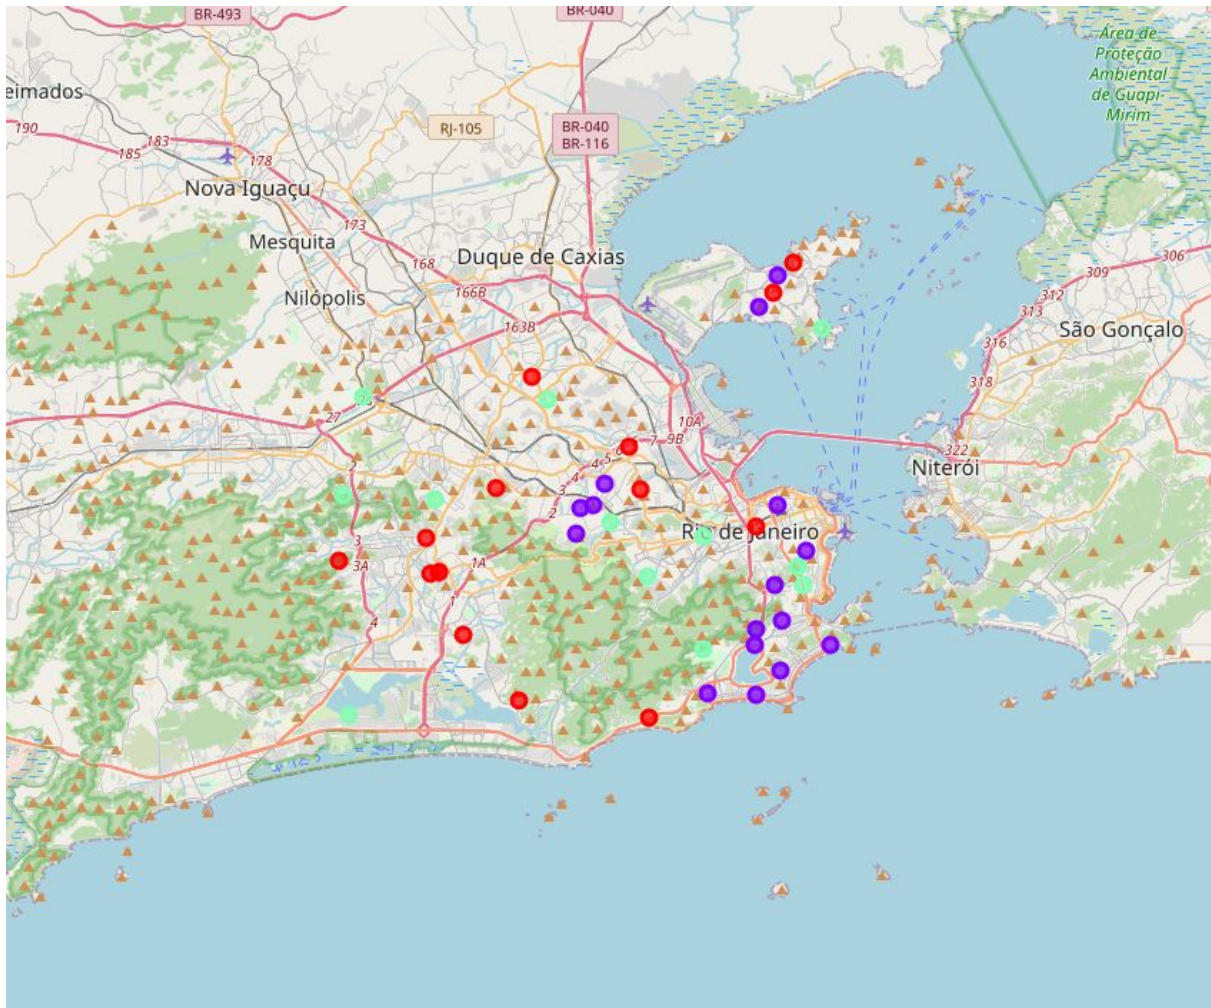 BR-493
BR-040
Área de
Proteção
Ambiental
de Guapi-
Mirim
eimados
190
183
185
178
RJ-105
BR-040
BR-116
Nova Iguaçu
173
Mesquita
168
Duque de Caxias
306
309
166B
Nilópolis
312
313
163B
São Gonçalo
316
318
27
10A
9B
7
6
6
5
4
4
3
2
322
Niterói
2
3
3A
Rio de Janeiro
1A
1
4